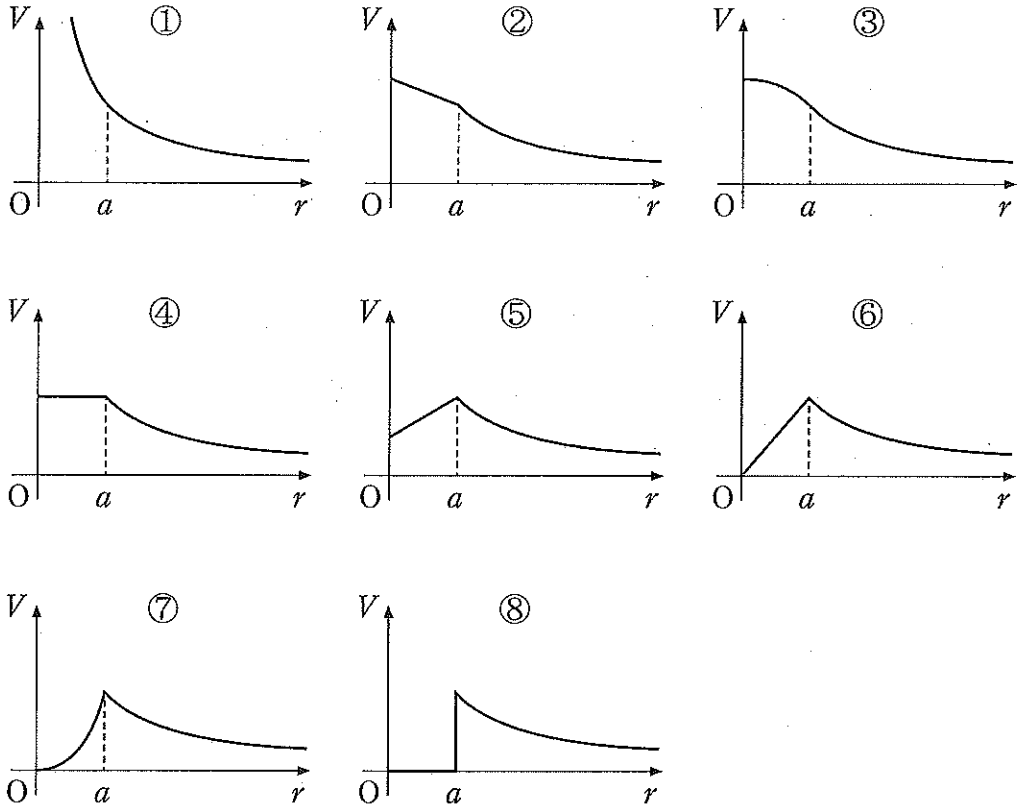 V ① V ② V ③
O a r O a r O a r
V ④ V ⑤ V ⑥
O a r O a r O a r
V ⑦ V ⑧
O a r O a r